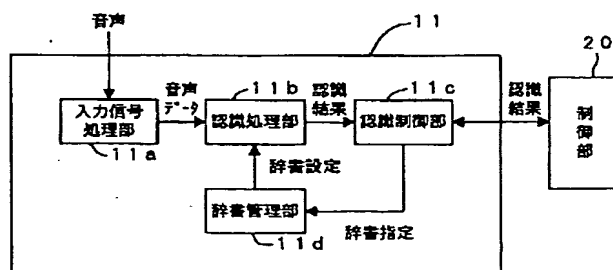 音声
11
20
音声
データ
11b
認識
結果
11c
認識
結果
入力信号
処理部
認識処理部
認識制御部
制御部
11a
辞書設定
辞書管理部
辞書指定
11d